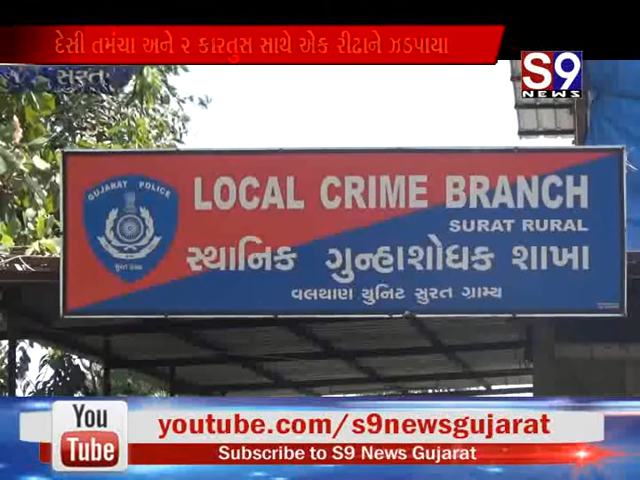 દેસી તમંચા અને ૨ કારતુસ સાથે એક રીઢાને ઝડપાયા
સુરત
S9
NEWS
GUJARAT POLICE
LOCAL CRIME BRANCH
SURAT RURAL
સ્થાનિક ગુન્હાશોધક શાખા
વલથાણ યુનિટ સુરત ગ્રામ્ય
You
Tube
youtube.com/s9newsgujarat
Subscribe to S9 News Gujarat